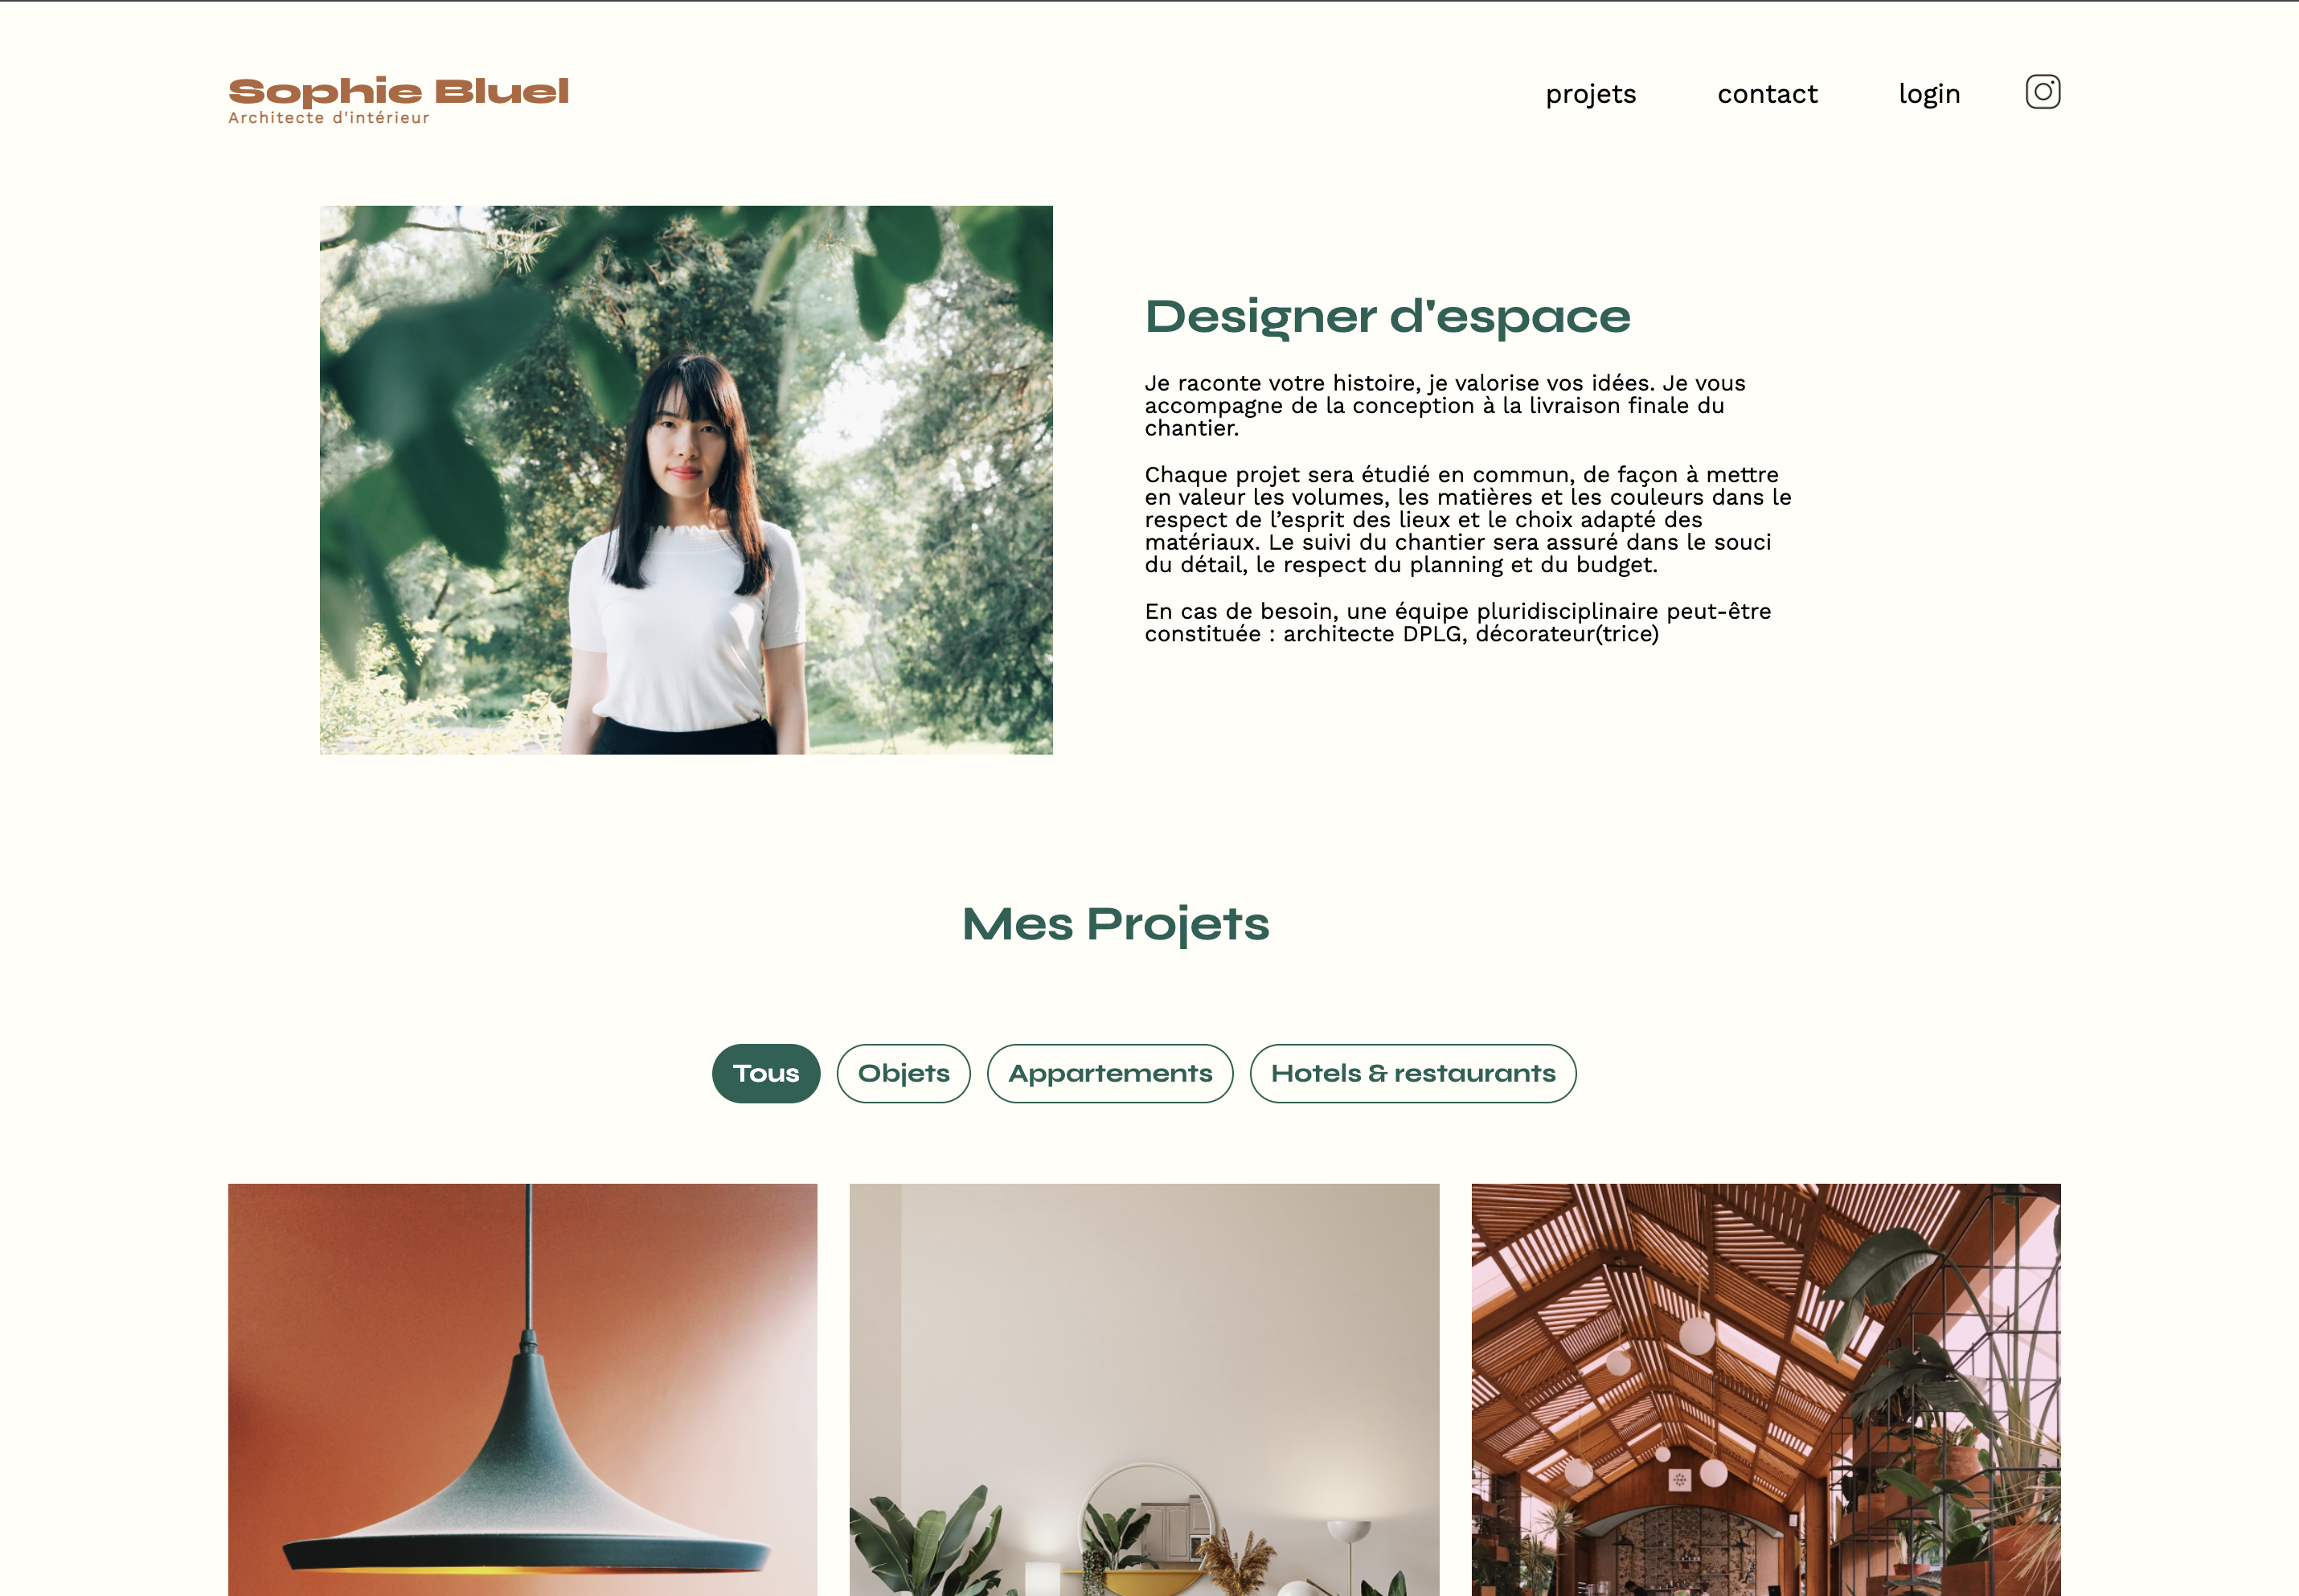 Sophie Bluel
Architecte d'intérieur
projets
contact
login
Designer d'espace
Je raconte votre histoire, je valorise vos idées. Je vous
accompagne de la conception à la livraison finale du
chantier.
Chaque projet sera étudié en commun, de façon à mettre
en valeur les volumes, les matières et les couleurs dans le
respect de l’esprit des lieux et le choix adapté des
matériaux. Le suivi du chantier sera assuré dans le souci
du détail, le respect du planning et du budget.
En cas de besoin, une équipe pluridisciplinaire peut-être
constituée : architecte DPLG, décorateur(trice)
Mes Projets
Tous
Objets
Appartements
Hotels & restaurants